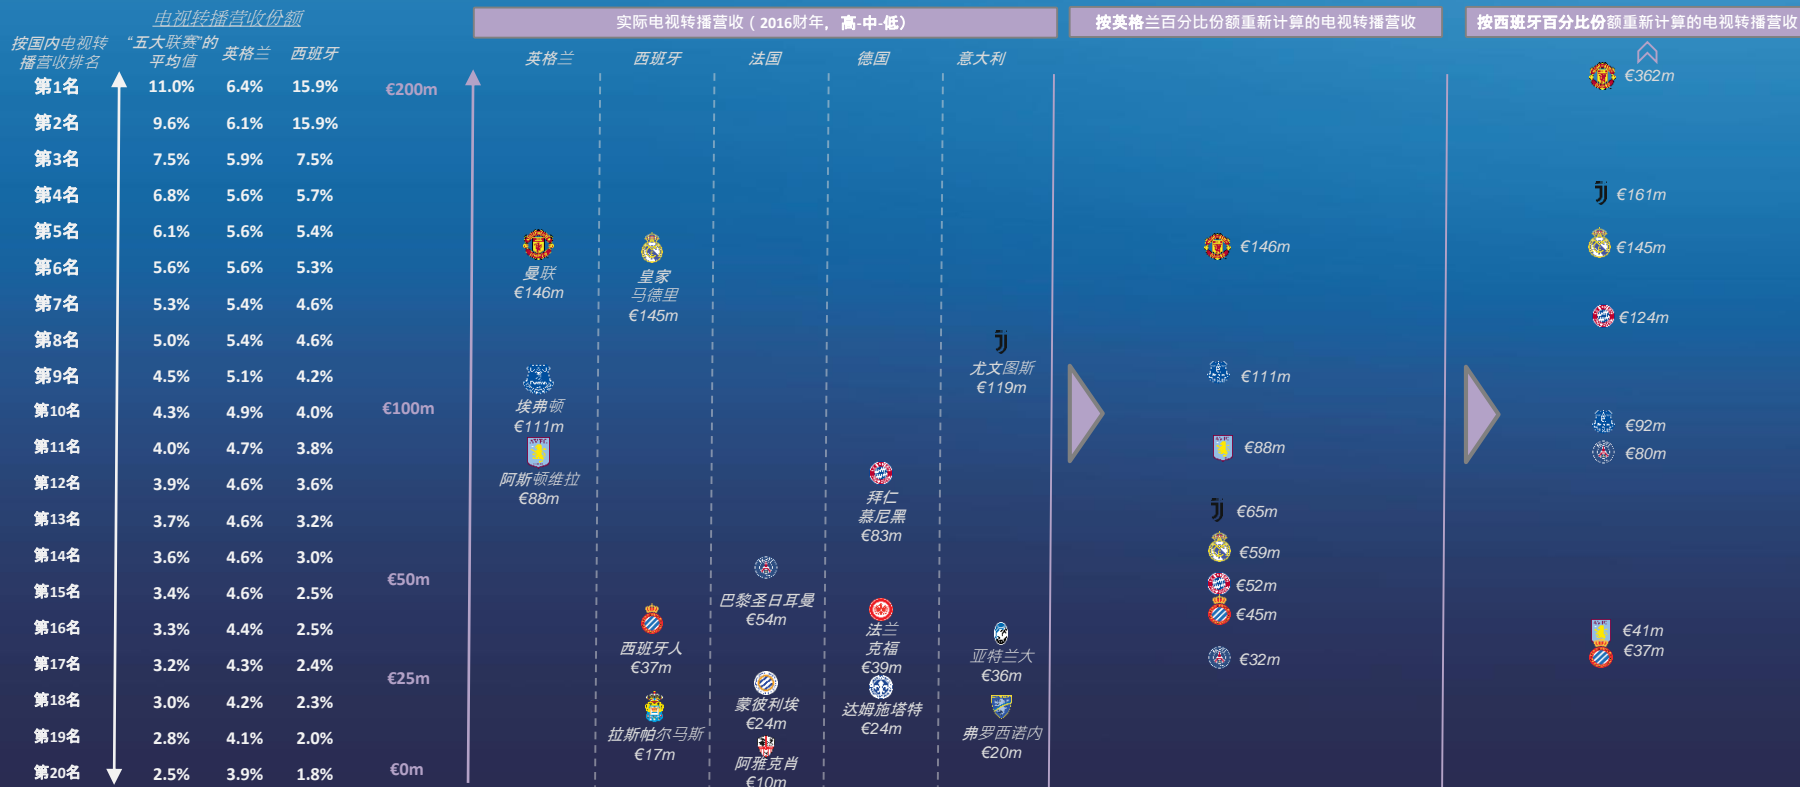 电视转播营收份额
按国内电视转
播营收排名
“五大联赛”的
平均值
英格兰
西班牙
第1名 11.0% 6.4% 15.9%
第2名 9.6% 6.1% 15.9%
第3名 7.5% 5.9% 7.5%
第4名 6.8% 5.6% 5.7%
第5名 6.1% 5.6% 5.4%
第6名 5.6% 5.6% 5.3%
第7名 5.3% 5.4% 4.6%
第8名 5.0% 5.4% 4.6%
第9名 4.5% 5.1% 4.2%
第10名 4.3% 4.9% 4.0%
第11名 4.0% 4.7% 3.8%
第12名 3.9% 4.6% 3.6%
第13名 3.7% 4.6% 3.2%
第14名 3.6% 4.6% 3.0%
第15名 3.4% 4.6% 2.5%
第16名 3.3% 4.4% 2.5%
第17名 3.2% 4.3% 2.4%
第18名 3.0% 4.2% 2.3%
第19名 2.8% 4.1% 2.0%
第20名 2.5% 3.9% 1.8%
€200m
€100m
€50m
€25m
€0m
实际电视转播营收（2016财年，高-中-低）
英格兰 西班牙 法国 德国 意大利
曼联
€146m
埃弗顿
€111m
阿斯顿维拉
€88m
皇家
马德里
€145m
西班牙人
€37m
拉斯帕尔马斯
€17m
巴黎圣日耳曼
€54m
蒙彼利埃
€24m
阿雅克肖
€10m
拜仁
慕尼黑
€83m
法兰
克福
€39m
达姆施塔特
€24m
尤文图斯
€119m
亚特兰大
€36m
弗罗西诺内
€20m
按英格兰百分比份额重新计算的电视转播营收
€146m
€111m
€88m
€65m
€59m
€52m
€45m
€32m
按西班牙百分比份额重新计算的电视转播营收
€362m
€161m
€145m
€124m
€92m
€80m
€41m
€37m